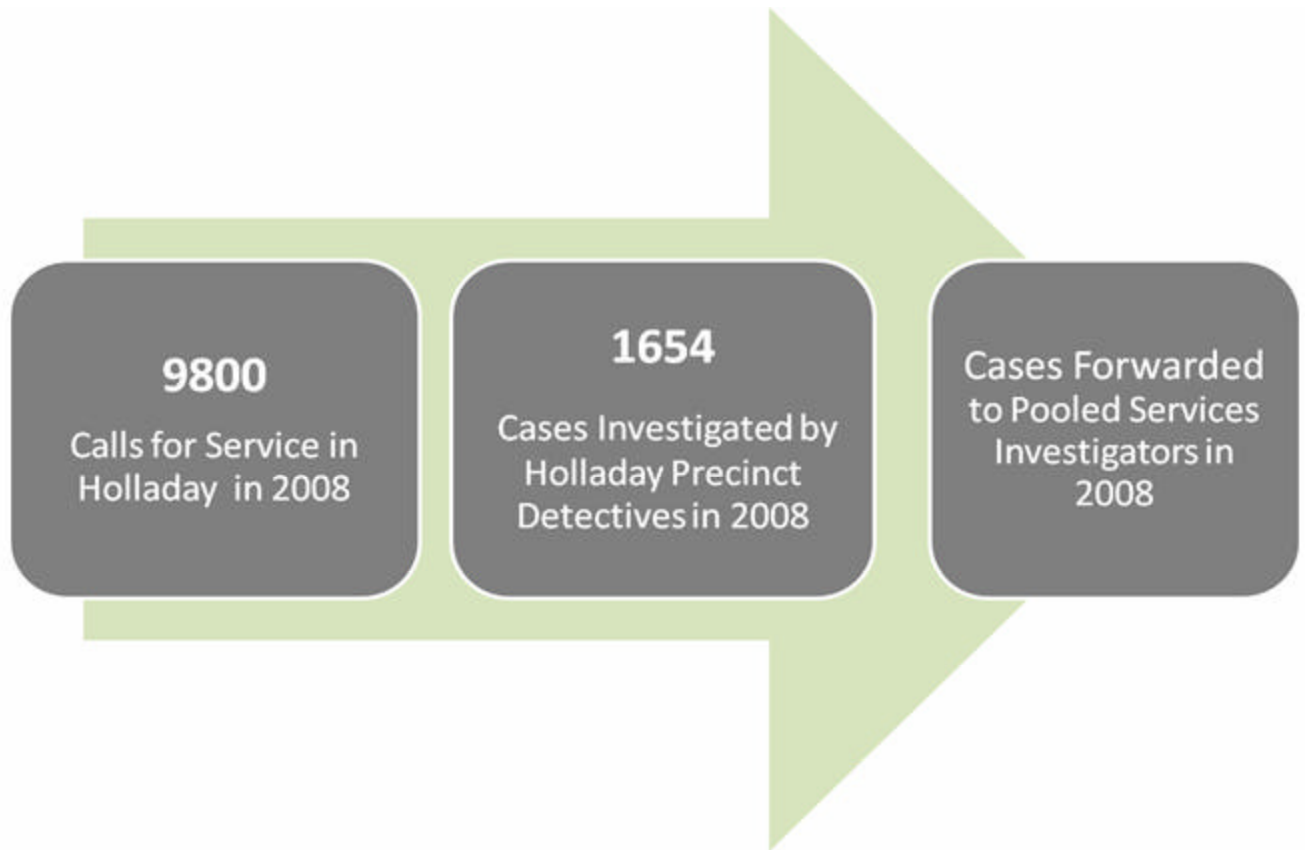 9800
Calls for Service in
Holladay in 2008
1654
Cases Investigated by
Holladay Precinct
Detectives in 2008
Cases Forwarded
to Pooled Services
Investigators in
2008